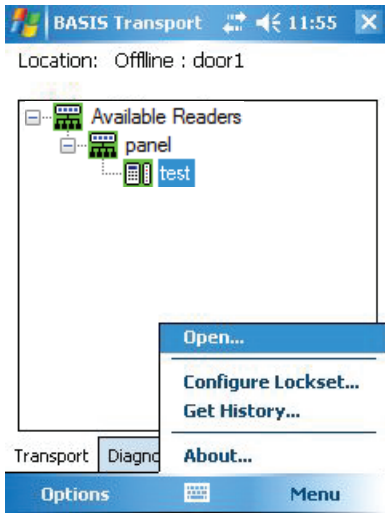 BASIS Transport 11:55
Location: Offline : door1
Available Readers
panel
test
Open...
Configure Lockset...
Get History...
About...
Transport Diagno
Options Menu